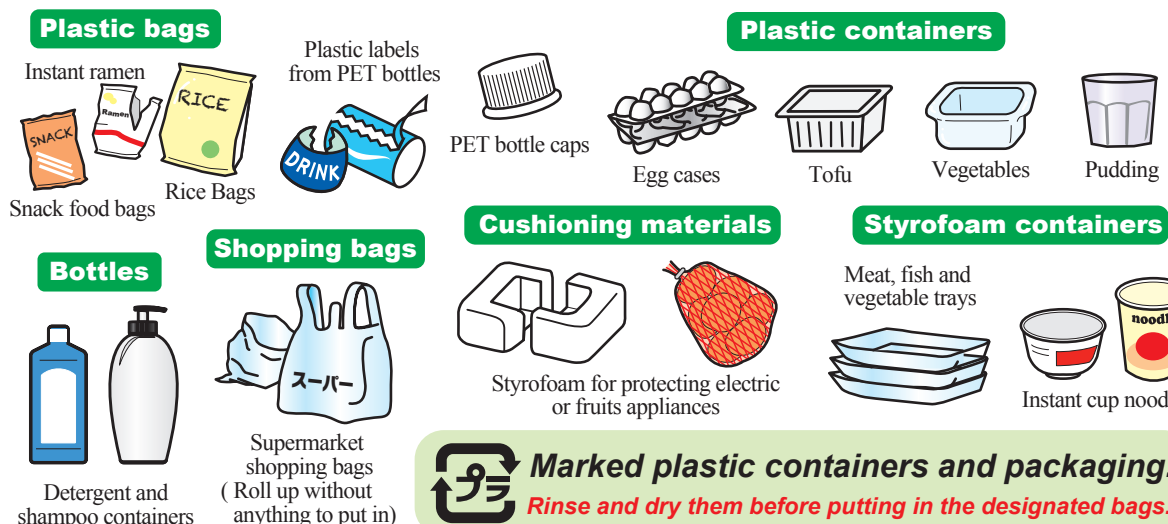 Plastic bags
Instant ramen
SNACK
Ramen
RICE
Snack food bags
Rice Bags
Plastic labels
from PET bottles
DRINK
PET bottle caps
Plastic containers
Egg cases
Tofu
Vegetables
Pudding
Bottles
Detergent and
shampoo containers
Shopping bags
スーパー
Supermarket
shopping bags
( Roll up without
anything to put in)
Cushioning materials
Styrofoam for protecting electric
or fruits appliances
Styrofoam containers
Meat, fish and
vegetable trays
noodl
Instant cup nood
プラ
Marked plastic containers and packaging.
Rinse and dry them before putting in the designated bags.